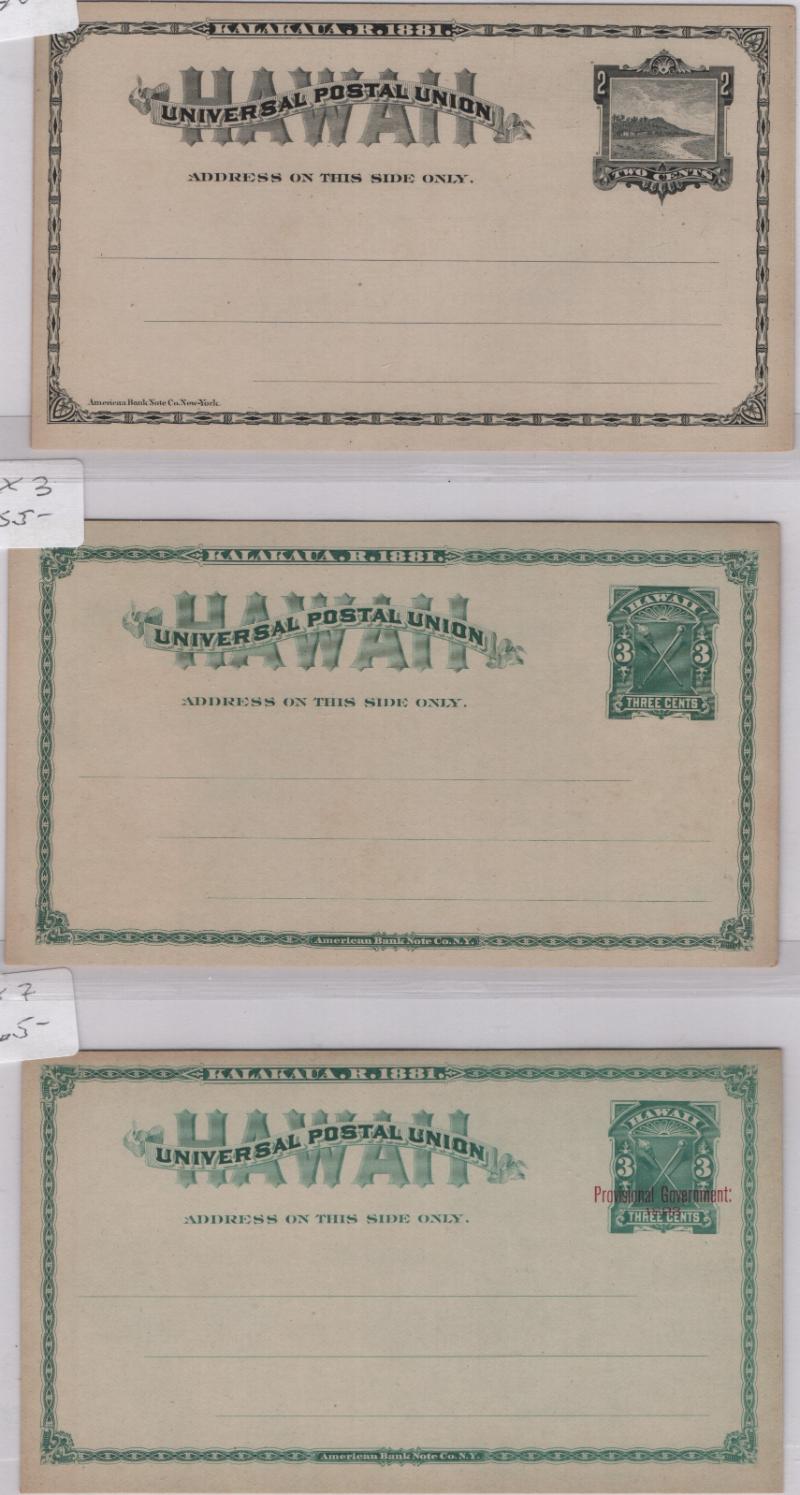 KALAKAUA.R.1881.
HAWAII
UNIVERSAL POSTAL UNION
2 2
TWO CENTS
ADDRESS ON THIS SIDE ONLY.
American Bank Note Co. New-York.
x 3
55-
KALAKAUA.R.1881.
HAWAII
UNIVERSAL POSTAL UNION
HAWAII
3 3
THREE CENTS
ADDRESS ON THIS SIDE ONLY.
American Bank Note Co. N.Y.
x 7
KALAKAUA.R.1881.
HAWAII
UNIVERSAL POSTAL UNION
HAWAII
3 3
Provisional Government:
1893
THREE CENTS
ADDRESS ON THIS SIDE ONLY.
American Bank Note Co. N.Y.